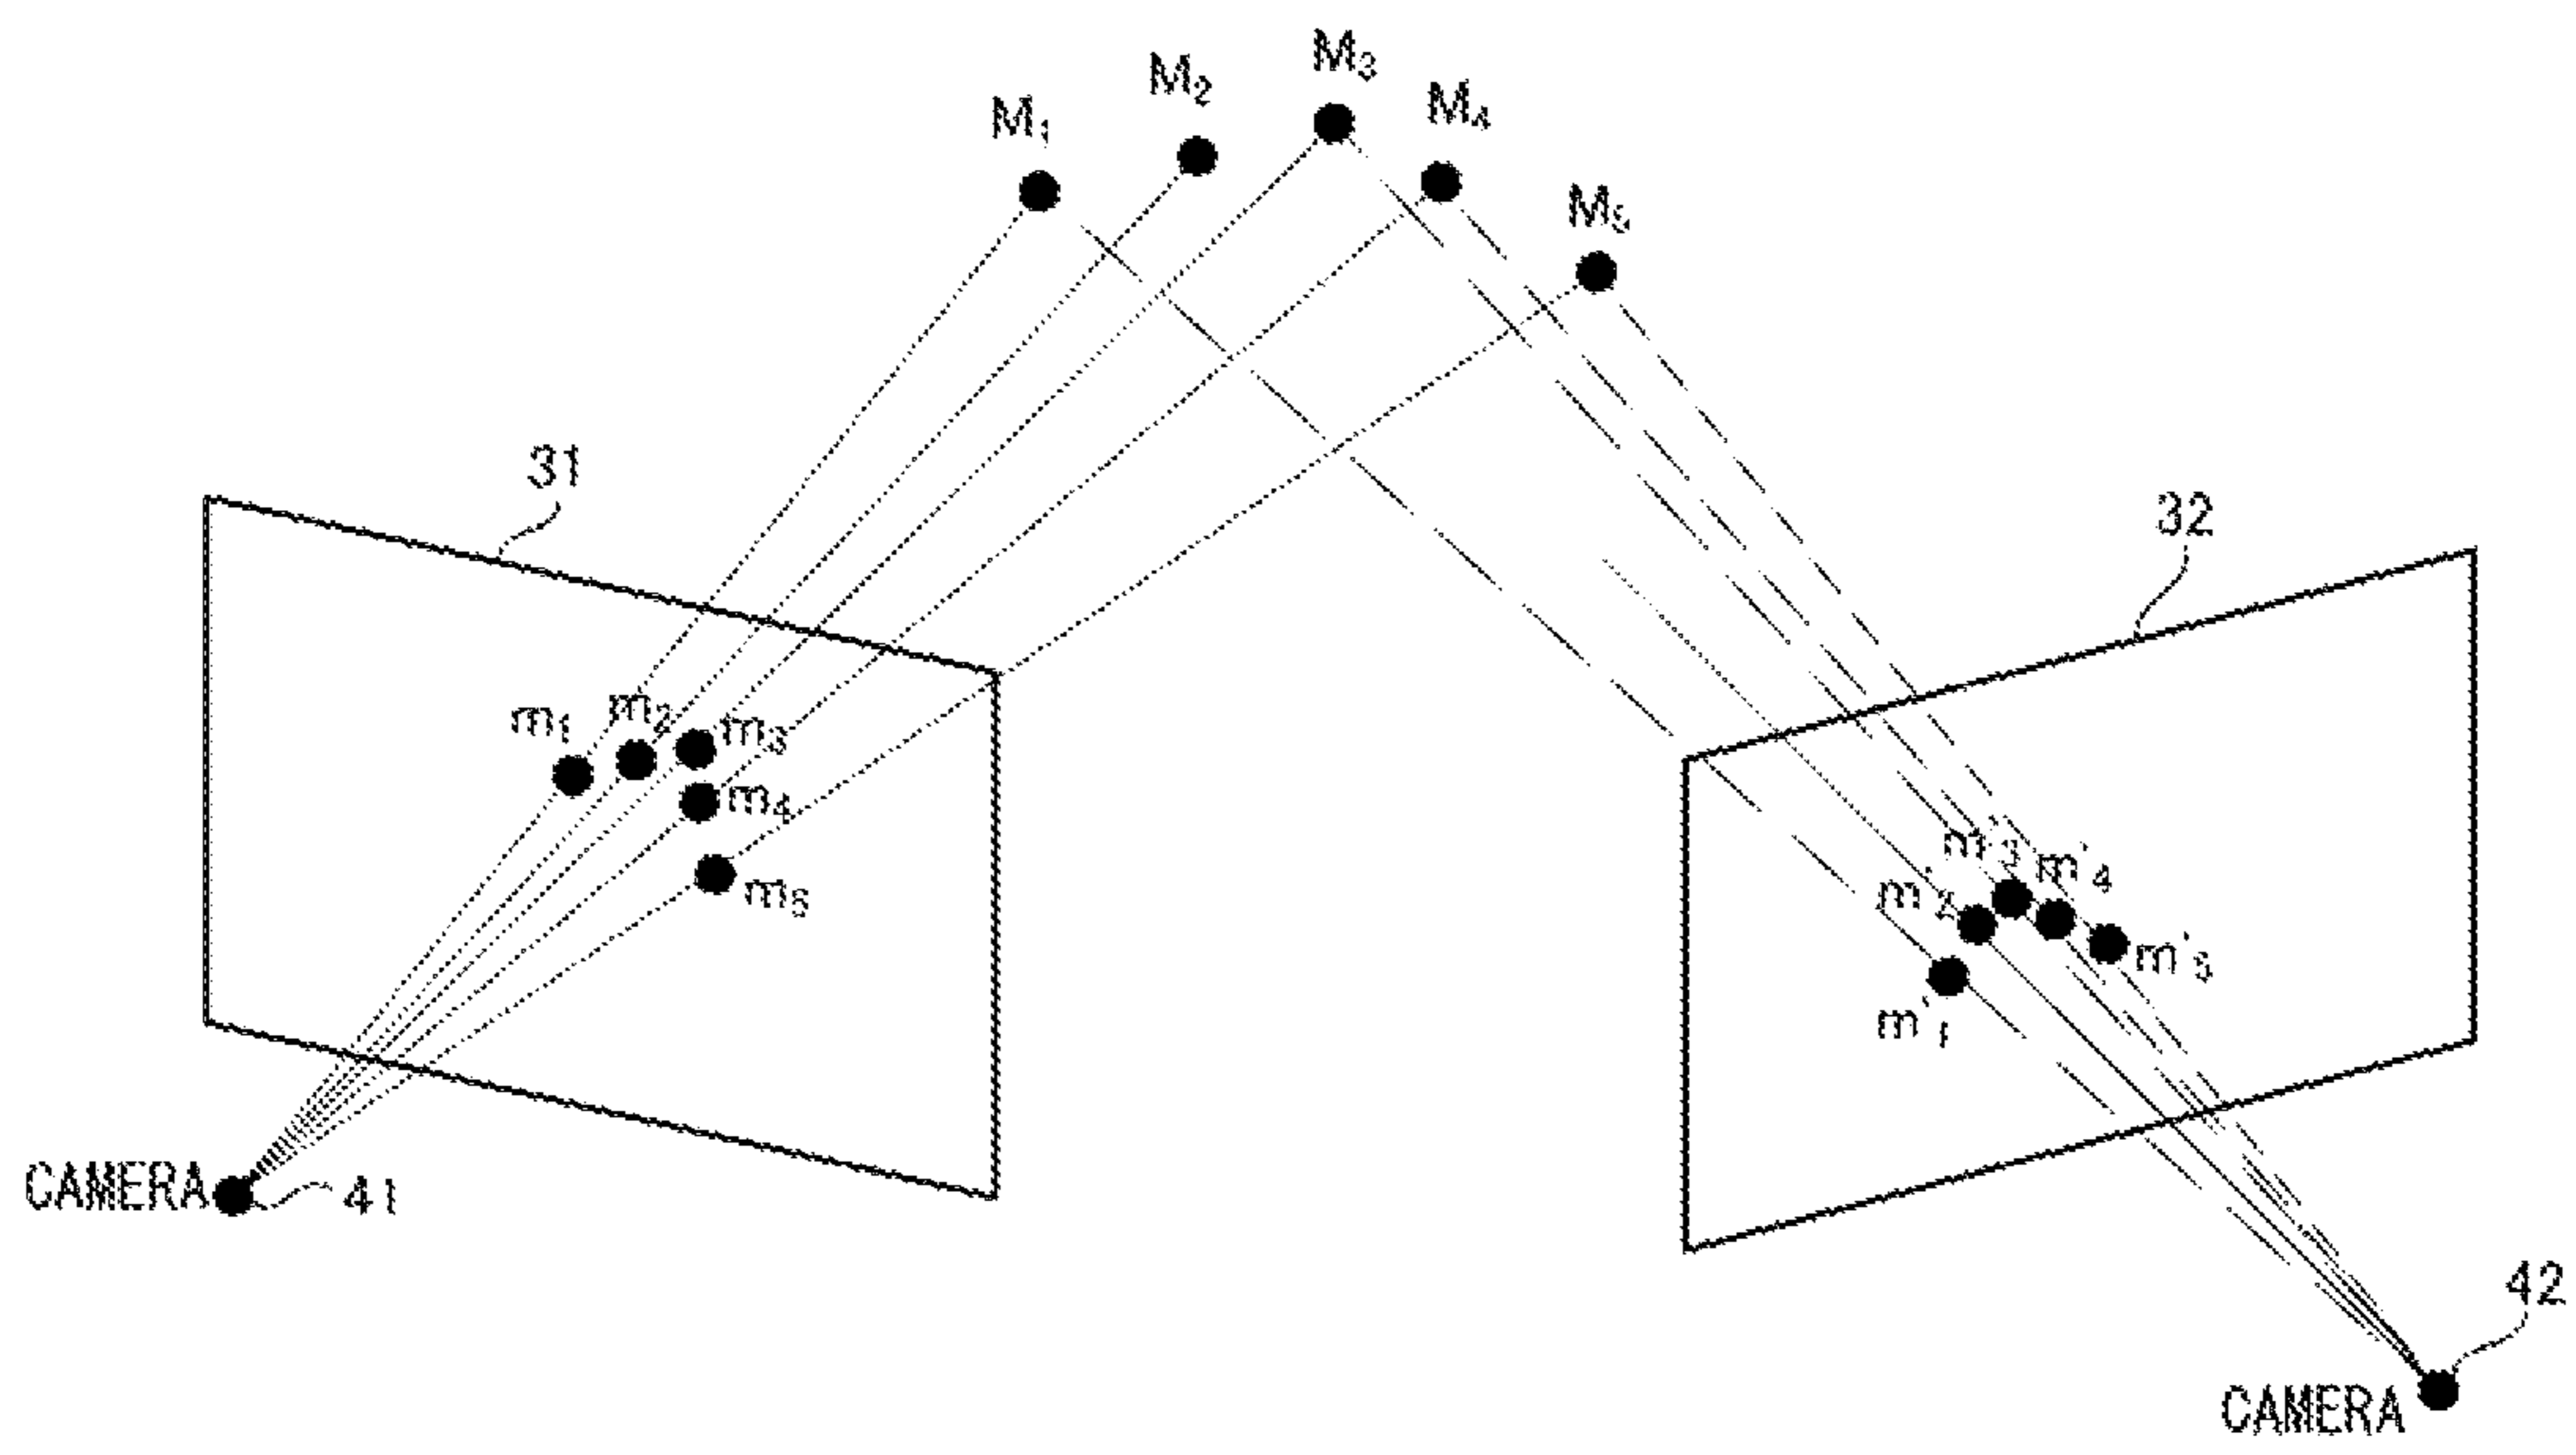 M₁
M₂
M₃
M₄
M₅
31
32
m₁
m₂
m₃
m₄
m₅
m'₁
m'₂
m'₃
m'₄
m'₅
CAMERA
41
42
CAMERA